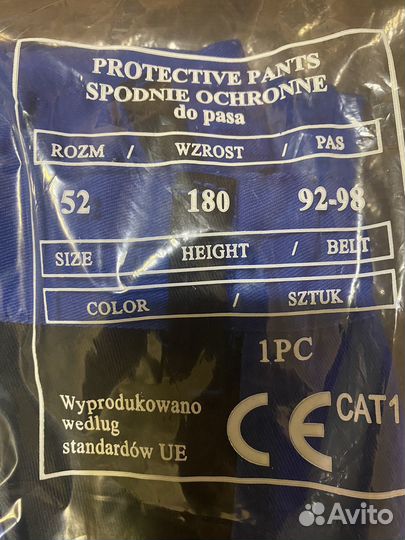 PROTECTIVE PANTS
SPODNIE OCHRONNE
do pasa
ROZM / WZROST / PAS
52 180 92-98
SIZE / HEIGHT / BELT
COLOR / SZTUK
1PC
Wyprodukowano
według
standardów UE
CE CAT1
Avito